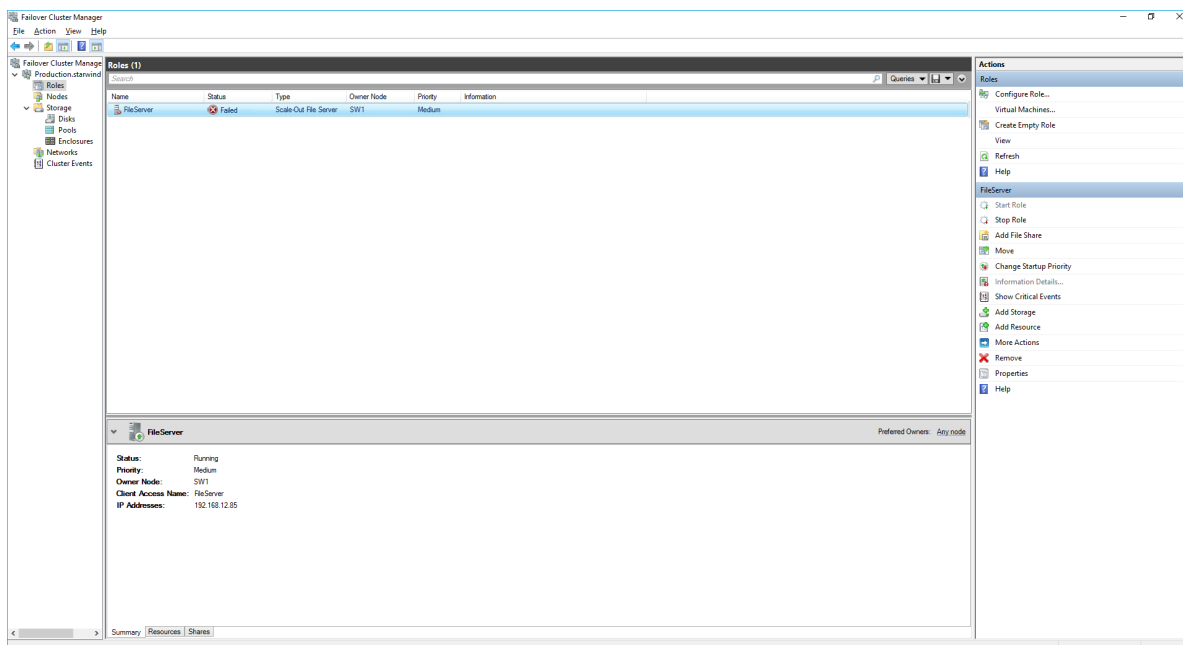 Failover Cluster Manager
File Action View Help
Failover Cluster Manage
Production.starwind
Roles
Nodes
Storage
Disks
Pools
Enclosures
Networks
Cluster Events
Roles (1)
Search
Queries
Name Status Type Owner Node Priority Information
FileServer Failed Scale-Out File Server SW1 Medium
FileServer
Preferred Owners: Any node
Status: Running
Priority: Medium
Owner Node: SW1
Client Access Name: FileServer
IP Addresses: 192.168.12.85
Summary Resources Shares
Actions
Roles
Configure Role...
Virtual Machines...
Create Empty Role
View
Refresh
Help
FileServer
Start Role
Stop Role
Add File Share
Move
Change Startup Priority
Information Details...
Show Critical Events
Add Storage
Add Resource
More Actions
Remove
Properties
Help